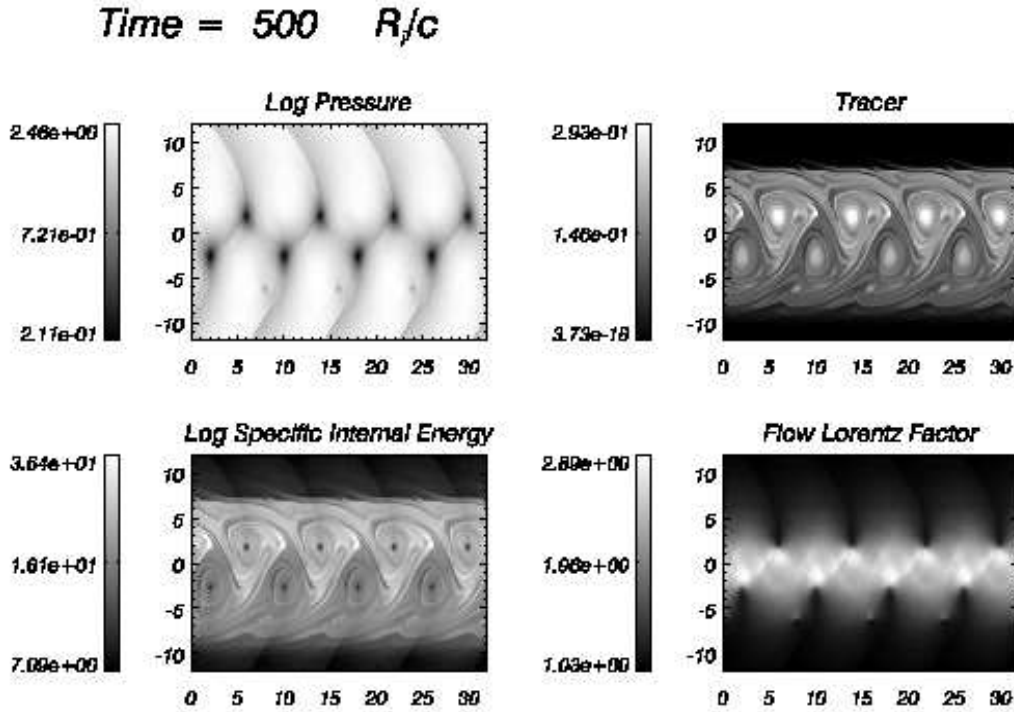 Time = 500 Rj/c
Log Pressure
2.46e+00
7.21e-01
2.11e-01
10
5
0
-5
-10
0 5 10 15 20 25 30
Tracer
2.93e-01
1.46e-01
3.73e-18
10
5
0
-5
-10
0 5 10 15 20 25 30
Log Specific Internal Energy
3.64e+01
1.61e+01
7.09e+00
10
5
0
-5
-10
0 5 10 15 20 25 30
Flow Lorentz Factor
2.89e+00
1.96e+00
1.03e+00
10
5
0
-5
-10
0 5 10 15 20 25 30